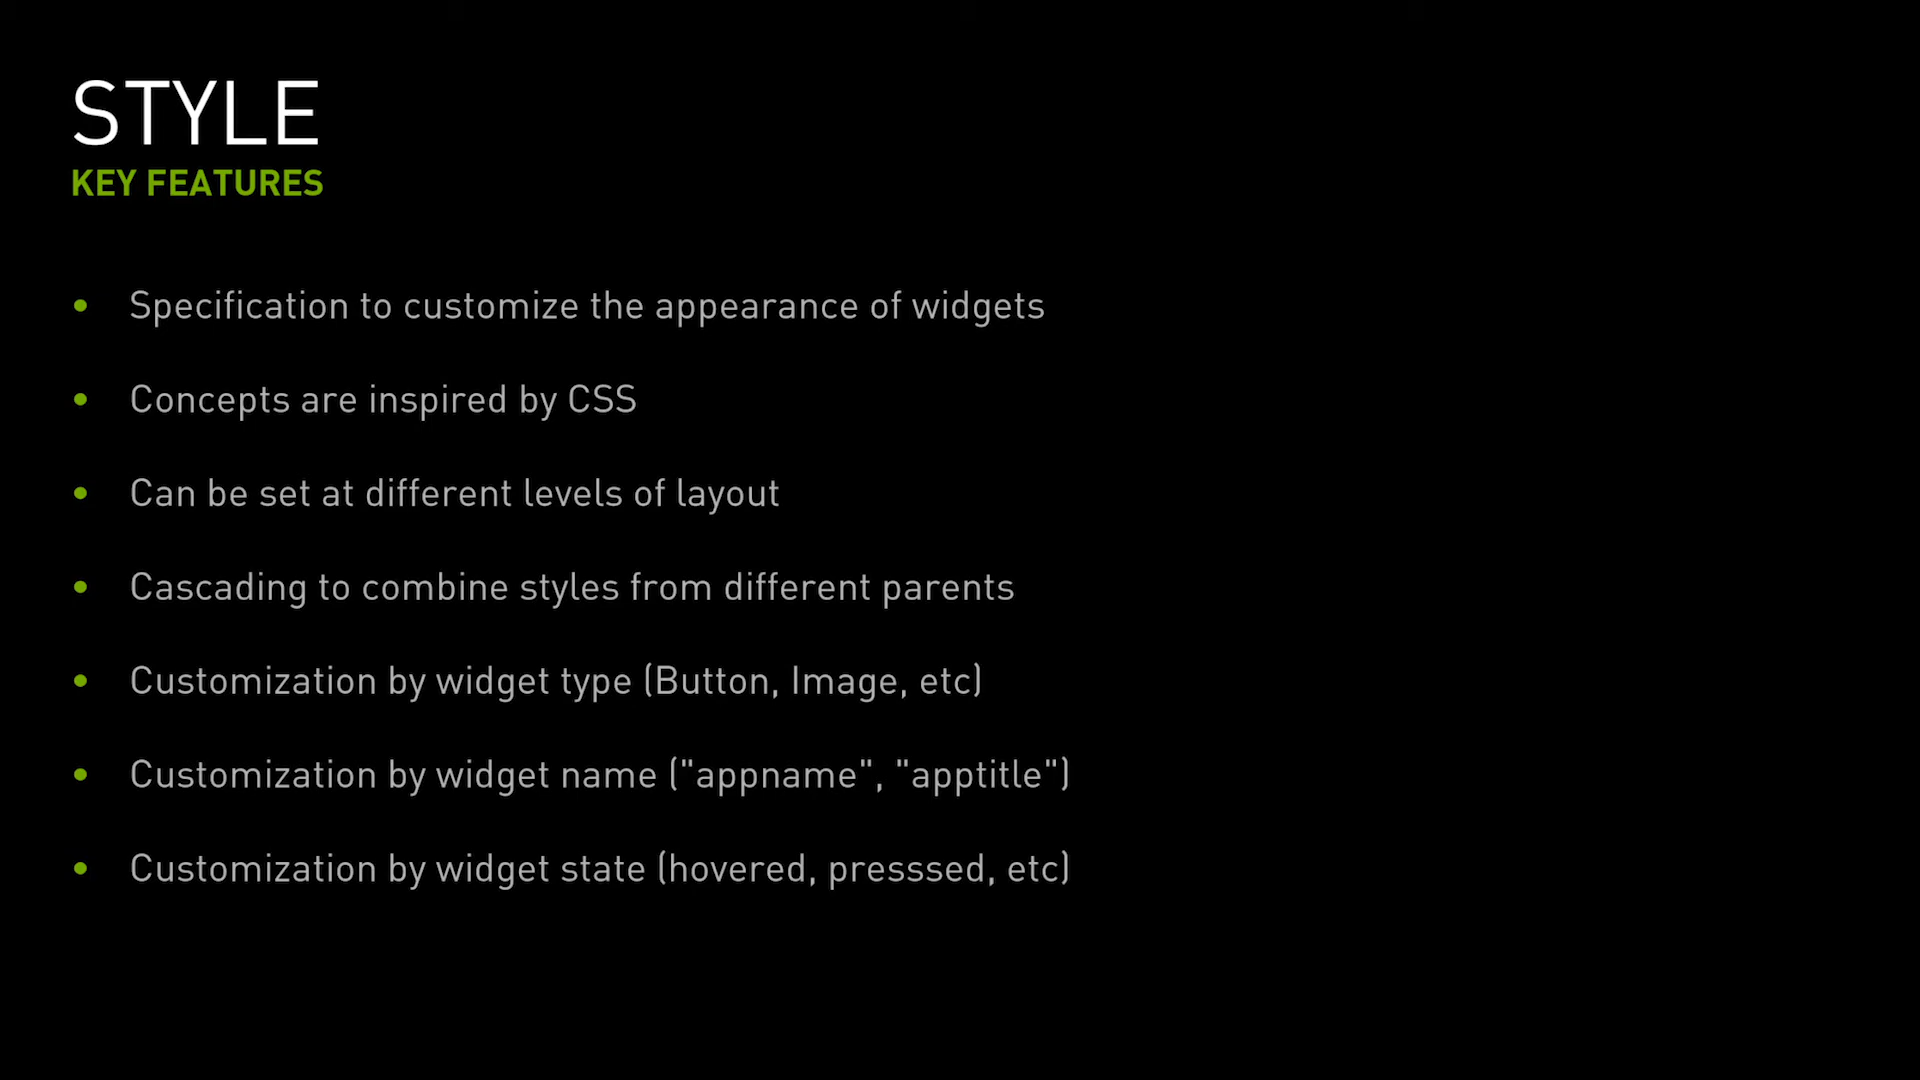 STYLE
KEY FEATURES
• Specification to customize the appearance of widgets
• Concepts are inspired by CSS
• Can be set at different levels of layout
• Cascading to combine styles from different parents
• Customization by widget type (Button, Image, etc)
• Customization by widget name ("appname", "apptitle")
• Customization by widget state (hovered, presssed, etc)